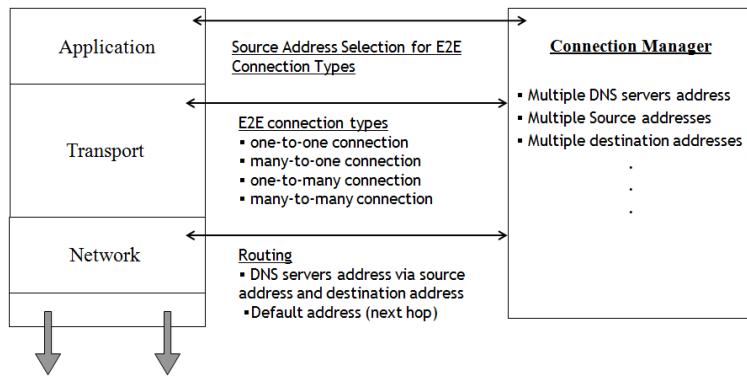 Application
Source Address Selection for E2E
Connection Types
Connection Manager
▪ Multiple DNS servers address
▪ Multiple Source addresses
▪ Multiple destination addresses
.
.
.
Transport
E2E connection types
▪ one-to-one connection
▪ many-to-one connection
▪ one-to-many connection
▪ many-to-many connection
Network
Routing
▪ DNS servers address via source
address and destination address
▪Default address (next hop)